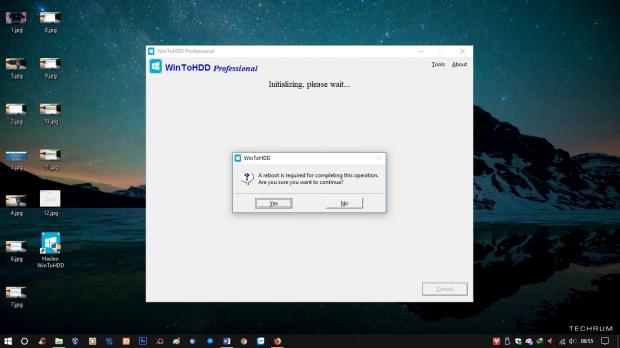 1.jpg
8.jpg
5.jpg
9.jpg
2.jpg
10.jpg
3.jpg
11.jpg
4.jpg
12.jpg
6.jpg
Hasleo
WinToHDD
7.jpg
WinToHDD Professional
WinToHDD Professional
Tools
About
Initializing, please wait...
WinToHDD
A reboot is required for completing this operation.
Are you sure you want to continue?
Yes
No
Cancel
TECHRUM
06:55